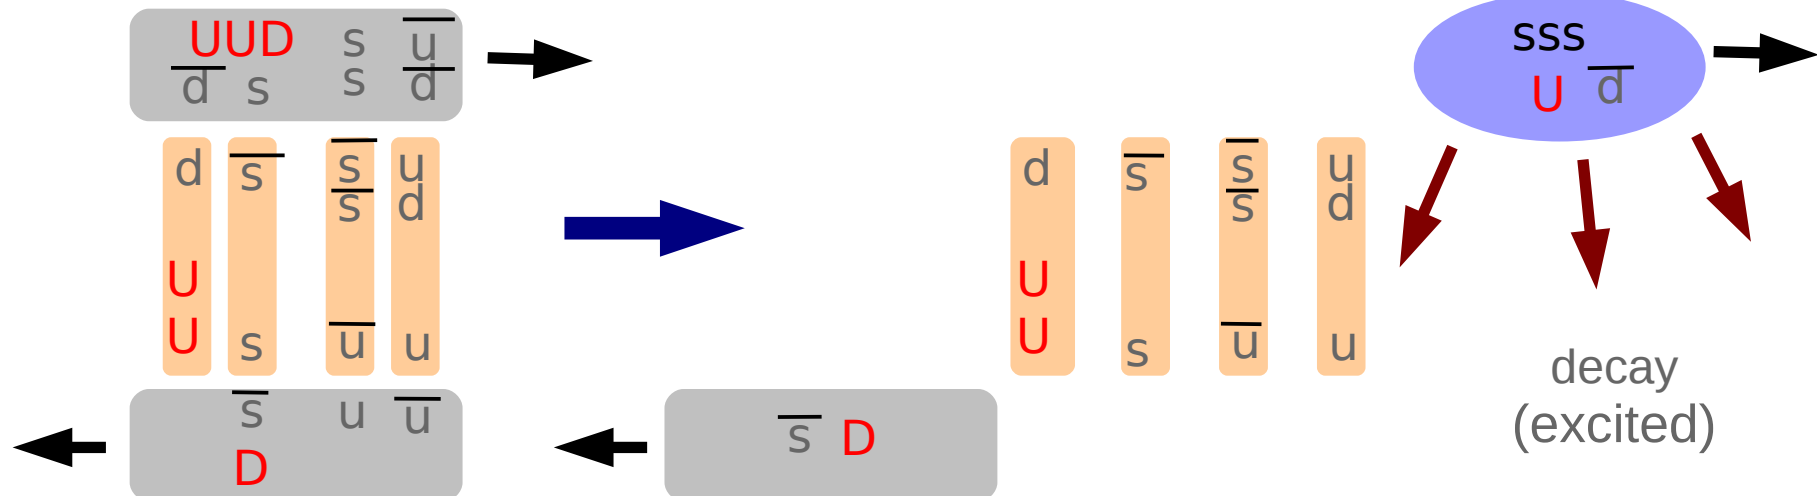 UUD s u̅
d̅ s s d̅
d s̅ s̅ u
s̅ d
U
U s u̅ u
s̅ u u̅
D
s̅ D
d s̅ s̅ u
s̅ d
U
U s u̅ u
sss
U d̅
decay
(excited)